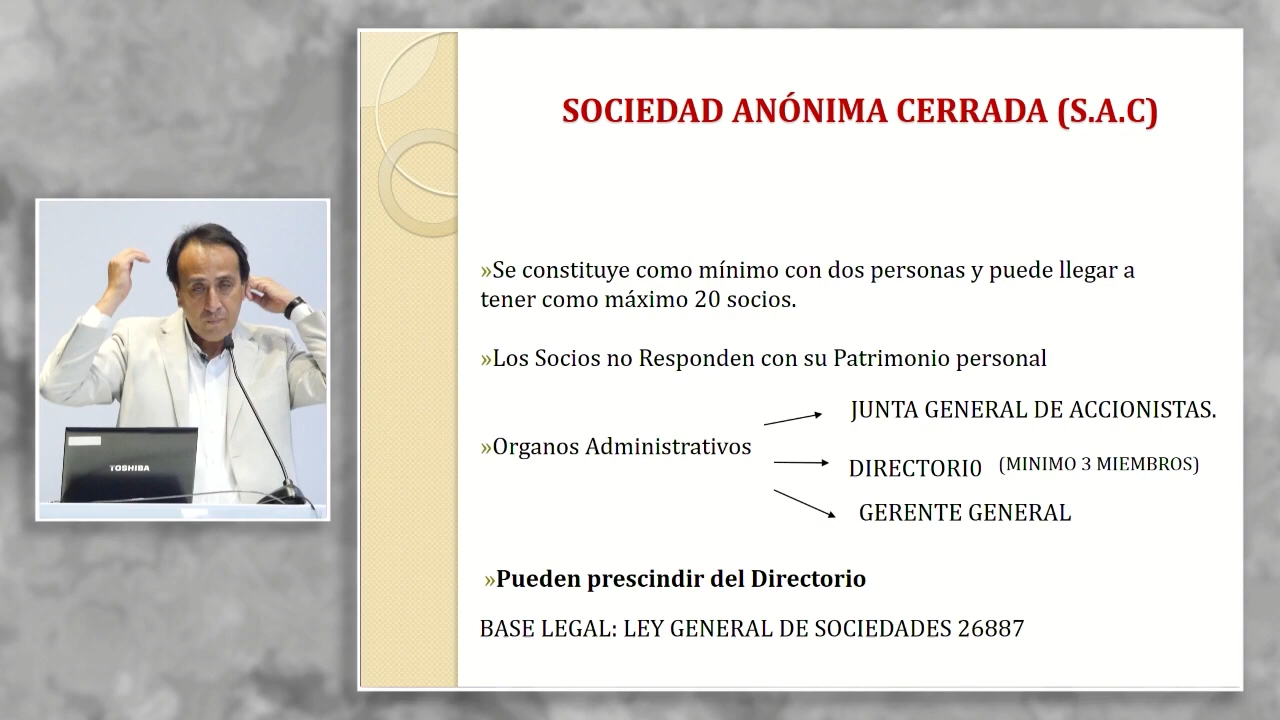 SOCIEDAD ANÓNIMA CERRADA (S.A.C)
»Se constituye como mínimo con dos personas y puede llegar a
tener como máximo 20 socios.
»Los Socios no Responden con su Patrimonio personal
»Organos Administrativos
JUNTA GENERAL DE ACCIONISTAS.
DIRECTORI0 (MINIMO 3 MIEMBROS)
GERENTE GENERAL
»Pueden prescindir del Directorio
BASE LEGAL: LEY GENERAL DE SOCIEDADES 26887
TOSHIBA